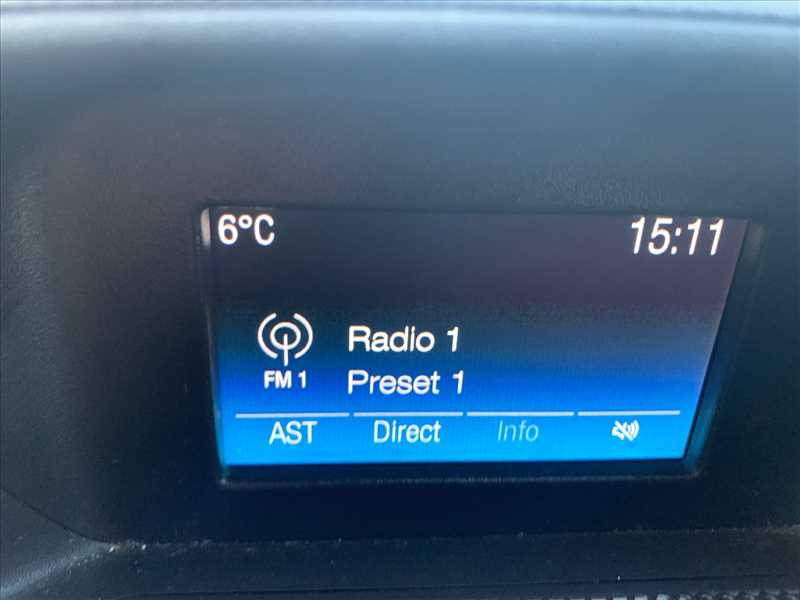 6°C
15:11
Radio 1
FM 1
Preset 1
AST
Direct
Info